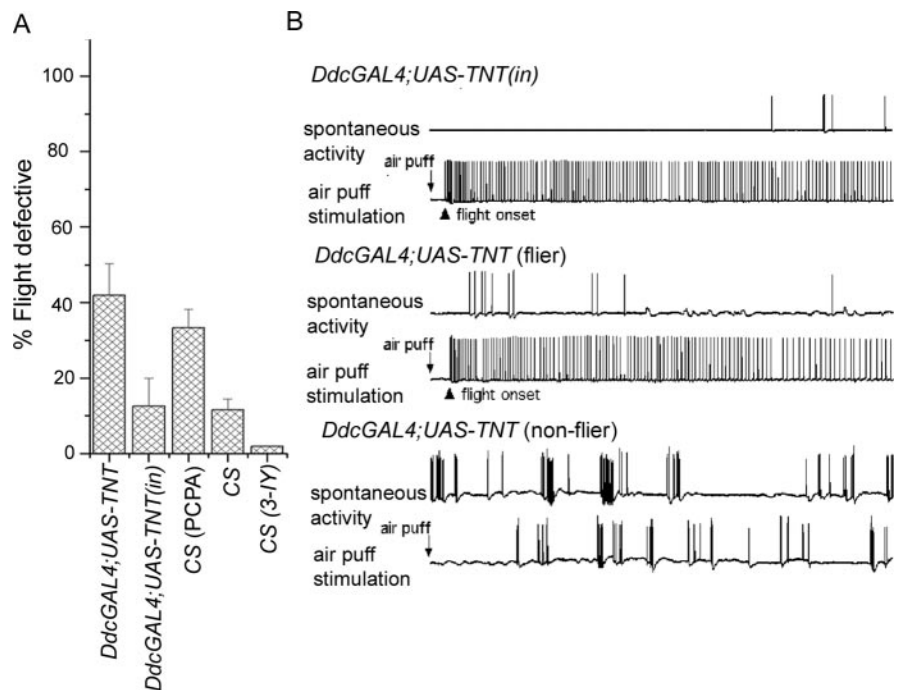 A
% Flight defective
100
80
60
40
20
0
DdcGAL4;UAS-TNT
DdcGAL4;UAS-TNT(in)
CS (PCPA)
CS
CS (3-IY)
B
DdcGAL4;UAS-TNT(in)
spontaneous
activity
air puff
air puff
stimulation
flight onset
DdcGAL4;UAS-TNT (flier)
spontaneous
activity
air puff
air puff
stimulation
flight onset
DdcGAL4;UAS-TNT (non-flier)
spontaneous
activity
air puff
air puff
stimulation